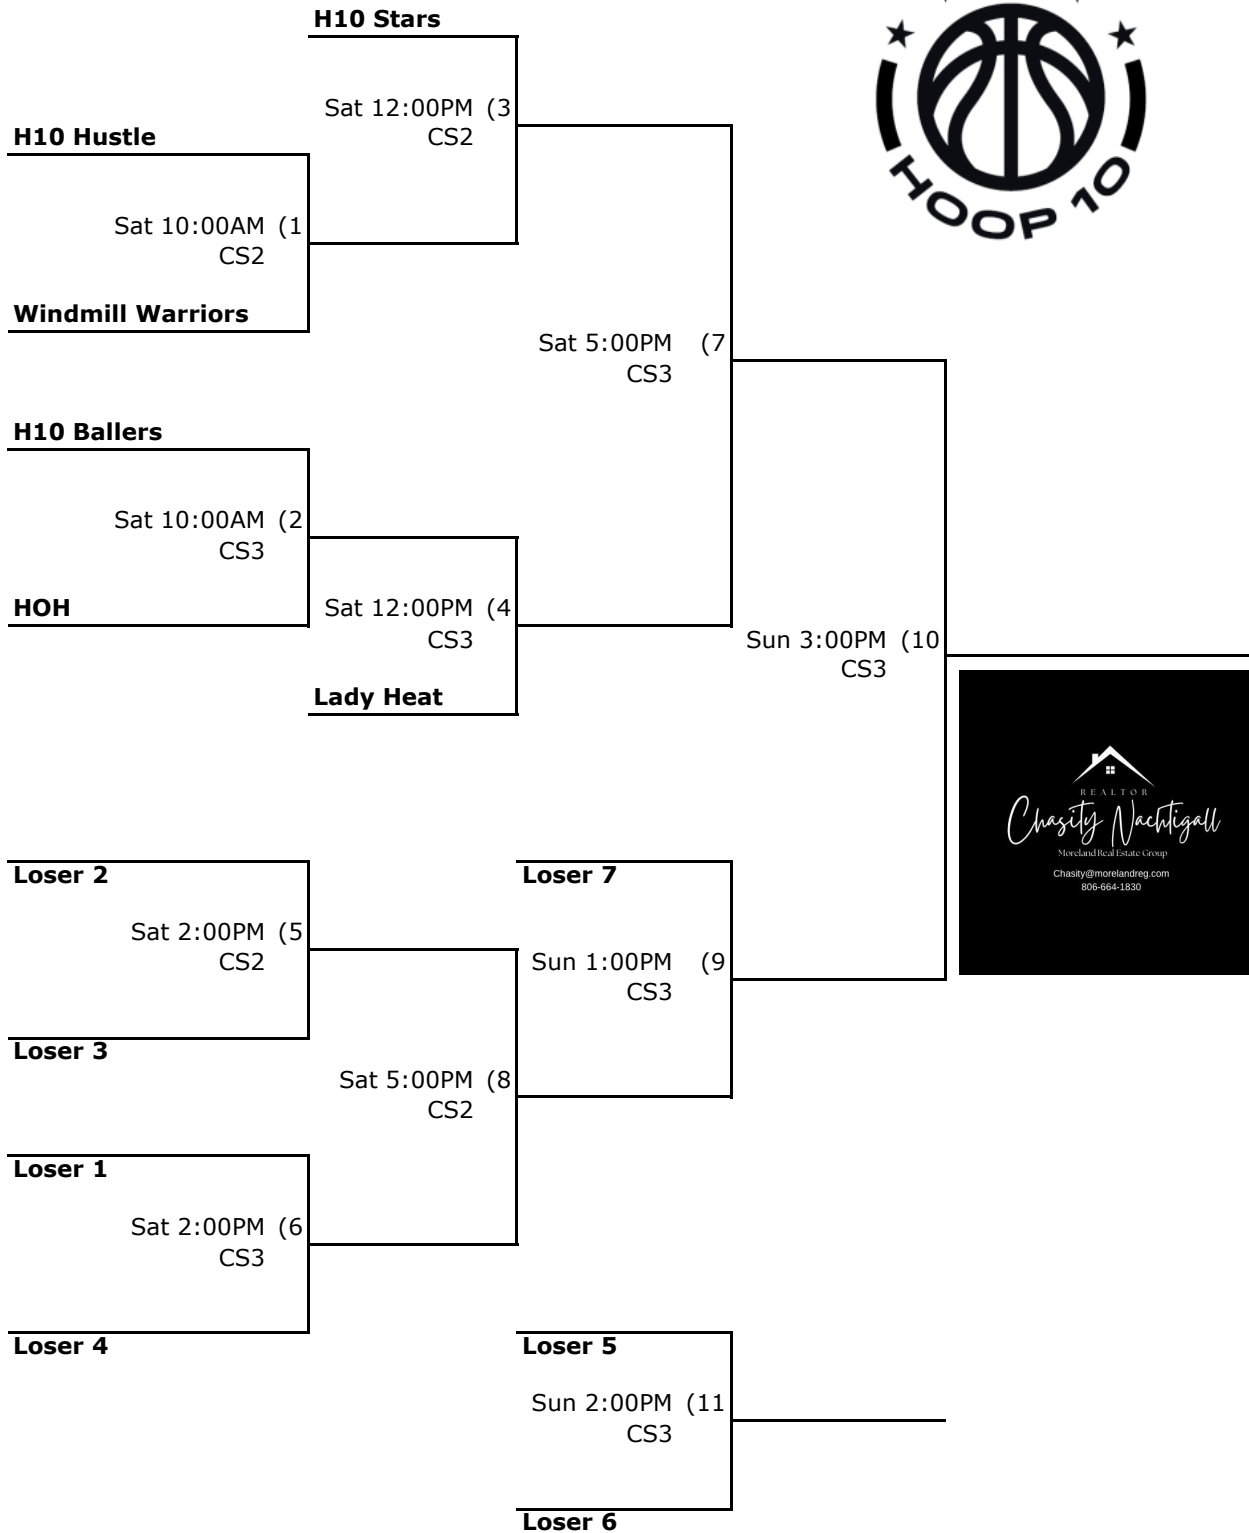 H10 Stars
Sat 12:00PM (3
CS2
H10 Hustle
Sat 10:00AM (1
CS2
Windmill Warriors
HOOP 10
Sat 5:00PM (7
CS3
H10 Ballers
Sat 10:00AM (2
CS3
HOH
Sat 12:00PM (4
CS3
Lady Heat
Sun 3:00PM (10
CS3
REALTOR
Chasity Nachtigall
Moreland Real Estate Group
Chasity@morelandreg.com
806-664-1830
Loser 2
Sat 2:00PM (5
CS2
Loser 3
Loser 7
Sun 1:00PM (9
CS3
Sat 5:00PM (8
CS2
Loser 1
Sat 2:00PM (6
CS3
Loser 4
Loser 5
Sun 2:00PM (11
CS3
Loser 6